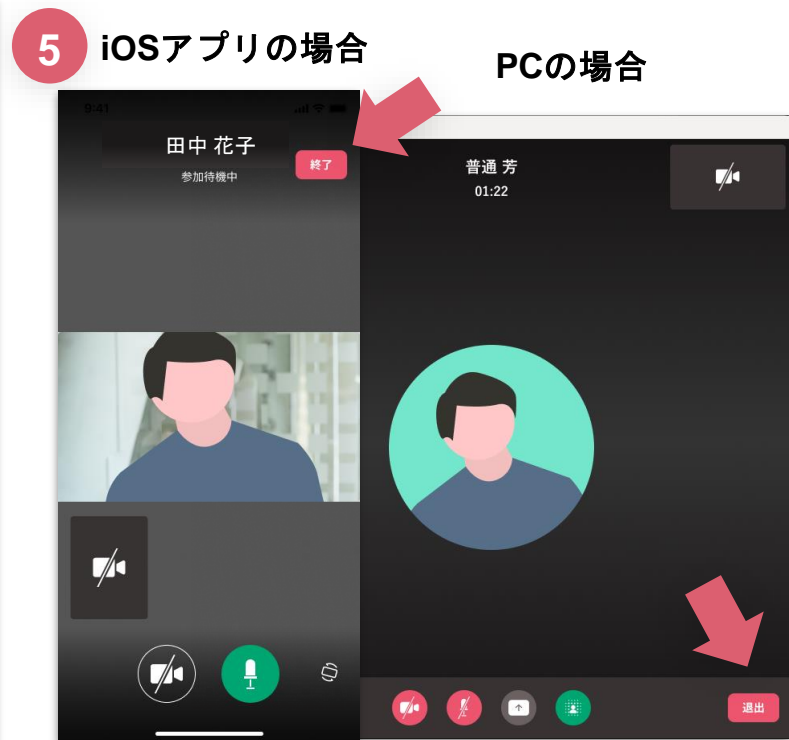 5
iOSアプリの場合
PCの場合
9:41
田中 花子
終了
参加待機中
普通 芳
01:22
退出